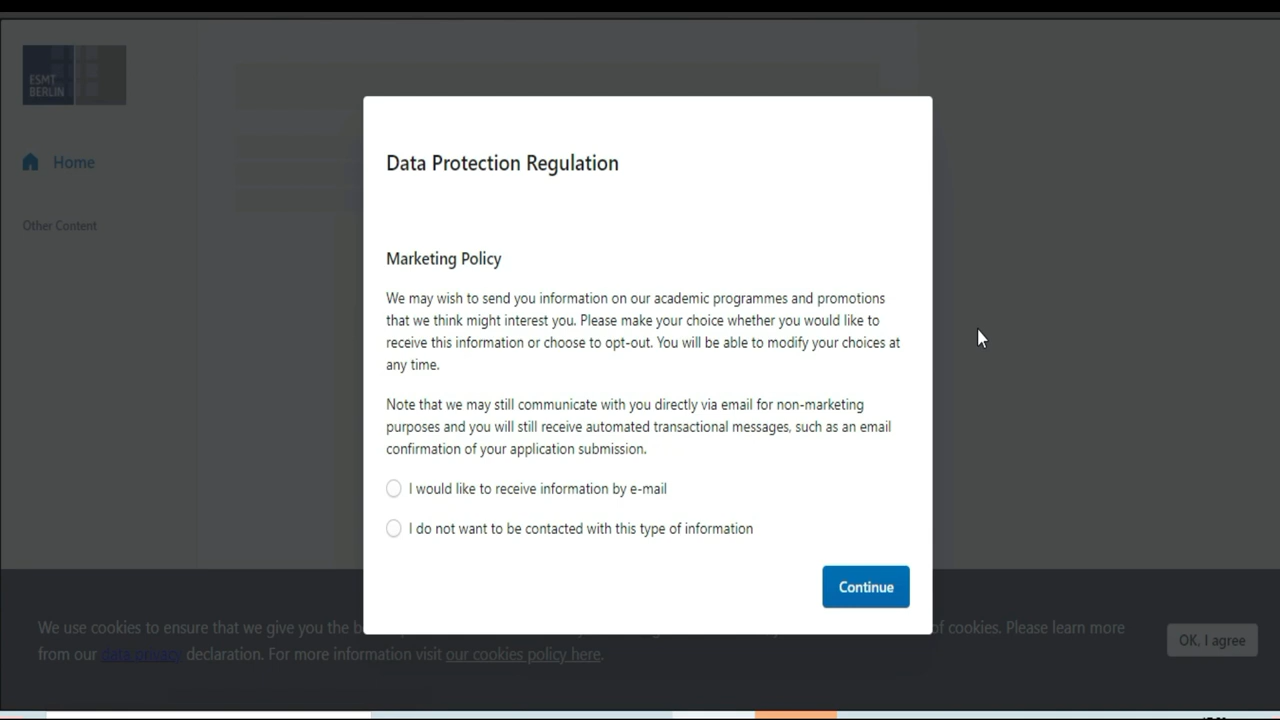 ESMT
BERLIN
Home
Other Content
Data Protection Regulation
Marketing Policy
We may wish to send you information on our academic programmes and promotions
that we think might interest you. Please make your choice whether you would like to
receive this information or choose to opt-out. You will be able to modify your choices at
any time.
Note that we may still communicate with you directly via email for non-marketing
purposes and you will still receive automated transactional messages, such as an email
confirmation of your application submission.
I would like to receive information by e-mail
I do not want to be contacted with this type of information
Continue
We use cookies to ensure that we give you the of cookies. Please learn more
from our data privacy declaration. For more information visit our cookies policy here.
OK, I agree